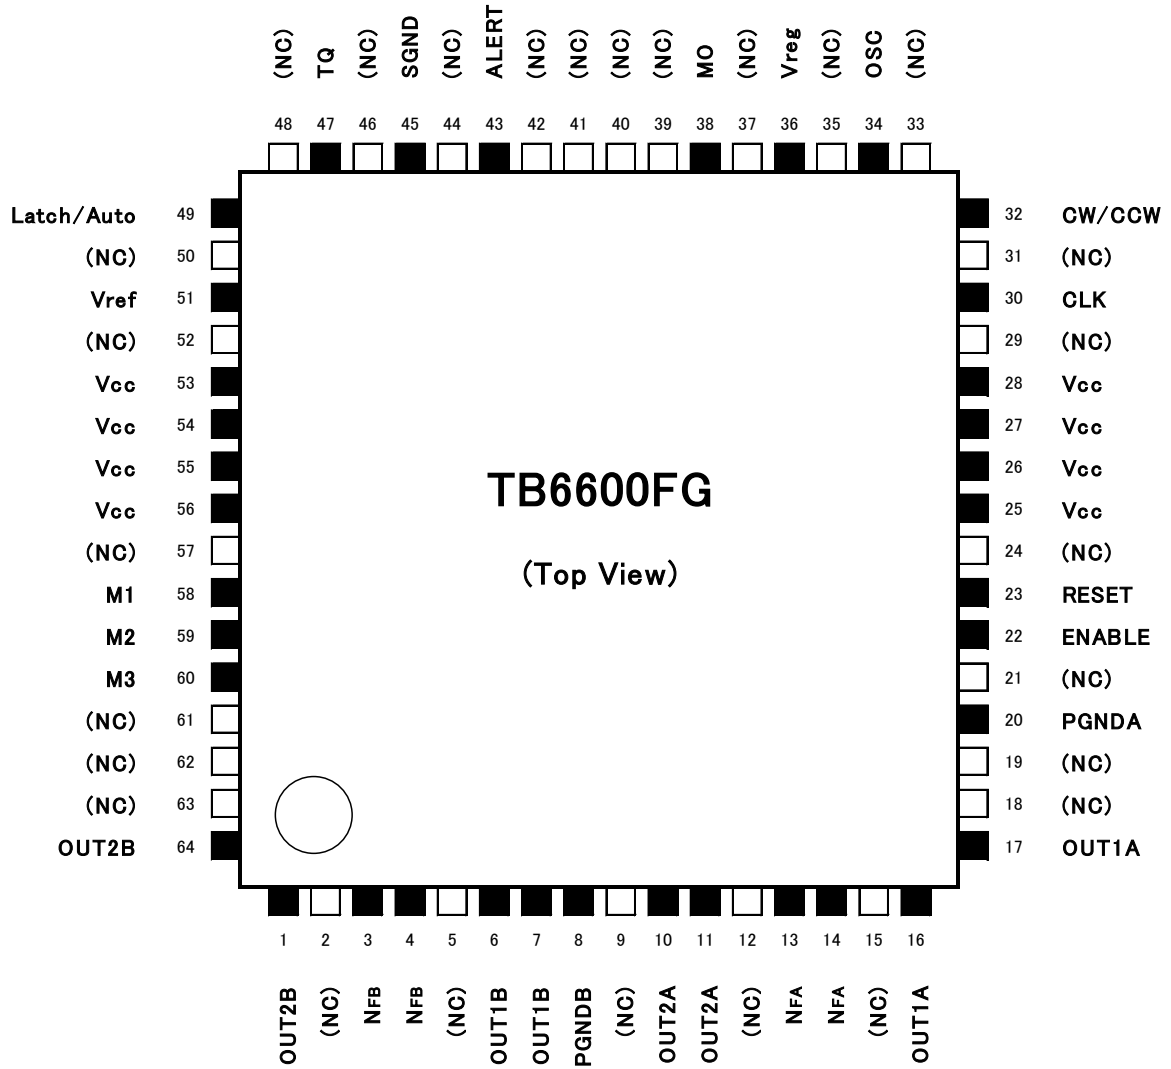 (NC) TQ (NC) SGND (NC) ALERT (NC) (NC) (NC) (NC) MO (NC) Vreg (NC) OSC (NC)
48 47 46 45 44 43 42 41 40 39 38 37 36 35 34 33
Latch/Auto 49 32 CW/CCW
(NC) 50 31 (NC)
Vref 51 30 CLK
(NC) 52 29 (NC)
Vcc 53 28 Vcc
Vcc 54 27 Vcc
Vcc 55 26 Vcc
TB6600FG
Vcc 56 25 Vcc
(NC) 57 24 (NC)
(Top View)
M1 58 23 RESET
M2 59 22 ENABLE
M3 60 21 (NC)
(NC) 61 20 PGNDA
(NC) 62 19 (NC)
(NC) 63 18 (NC)
OUT2B 64 17 OUT1A
1 2 3 4 5 6 7 8 9 10 11 12 13 14 15 16
OUT2B (NC) NFB NFB (NC) OUT1B OUT1B PGNDB (NC) OUT2A OUT2A (NC) NFA NFA (NC) OUT1A